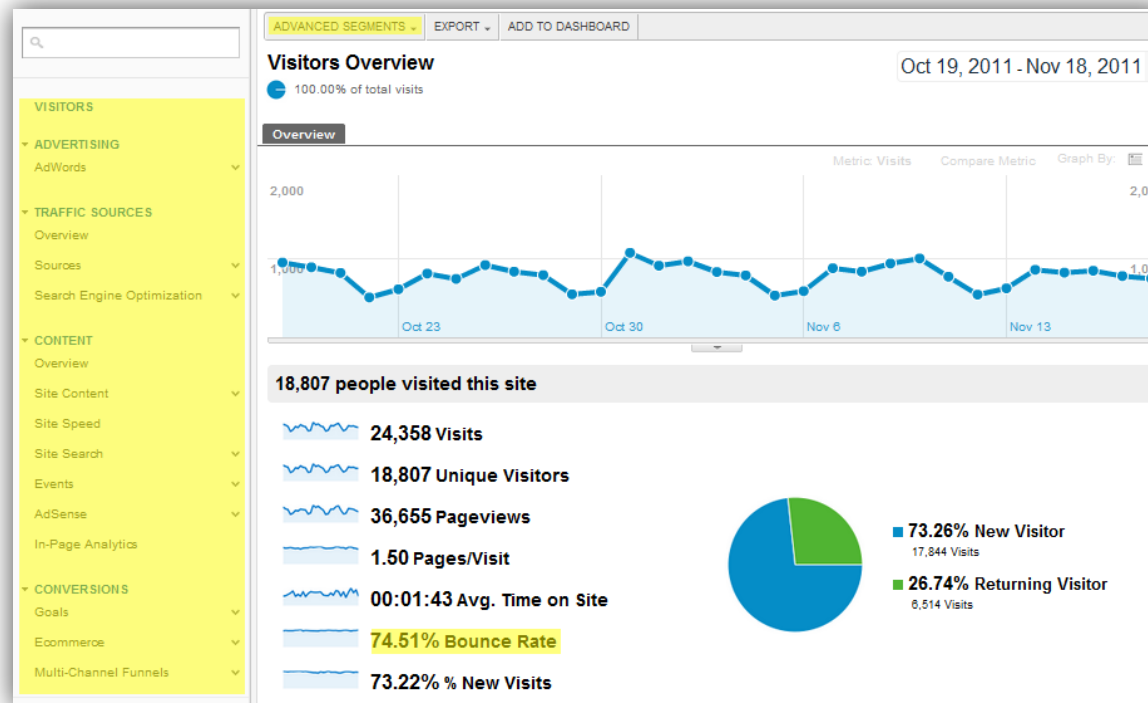 ADVANCED SEGMENTS
EXPORT
ADD TO DASHBOARD
Visitors Overview
Oct 19, 2011 - Nov 18, 2011
100.00% of total visits
VISITORS
ADVERTISING
AdWords
TRAFFIC SOURCES
Overview
Sources
Search Engine Optimization
CONTENT
Overview
Site Content
Site Speed
Site Search
Events
AdSense
In-Page Analytics
CONVERSIONS
Goals
Ecommerce
Multi-Channel Funnels
Overview
Metric: Visits
Compare Metric
Graph By:
2,000
2,0
1,000
1,0
Oct 23
Oct 30
Nov 6
Nov 13
18,807 people visited this site
24,358 Visits
18,807 Unique Visitors
36,655 Pageviews
1.50 Pages/Visit
00:01:43 Avg. Time on Site
74.51% Bounce Rate
73.22% % New Visits
73.26% New Visitor
17,844 Visits
26.74% Returning Visitor
6,514 Visits